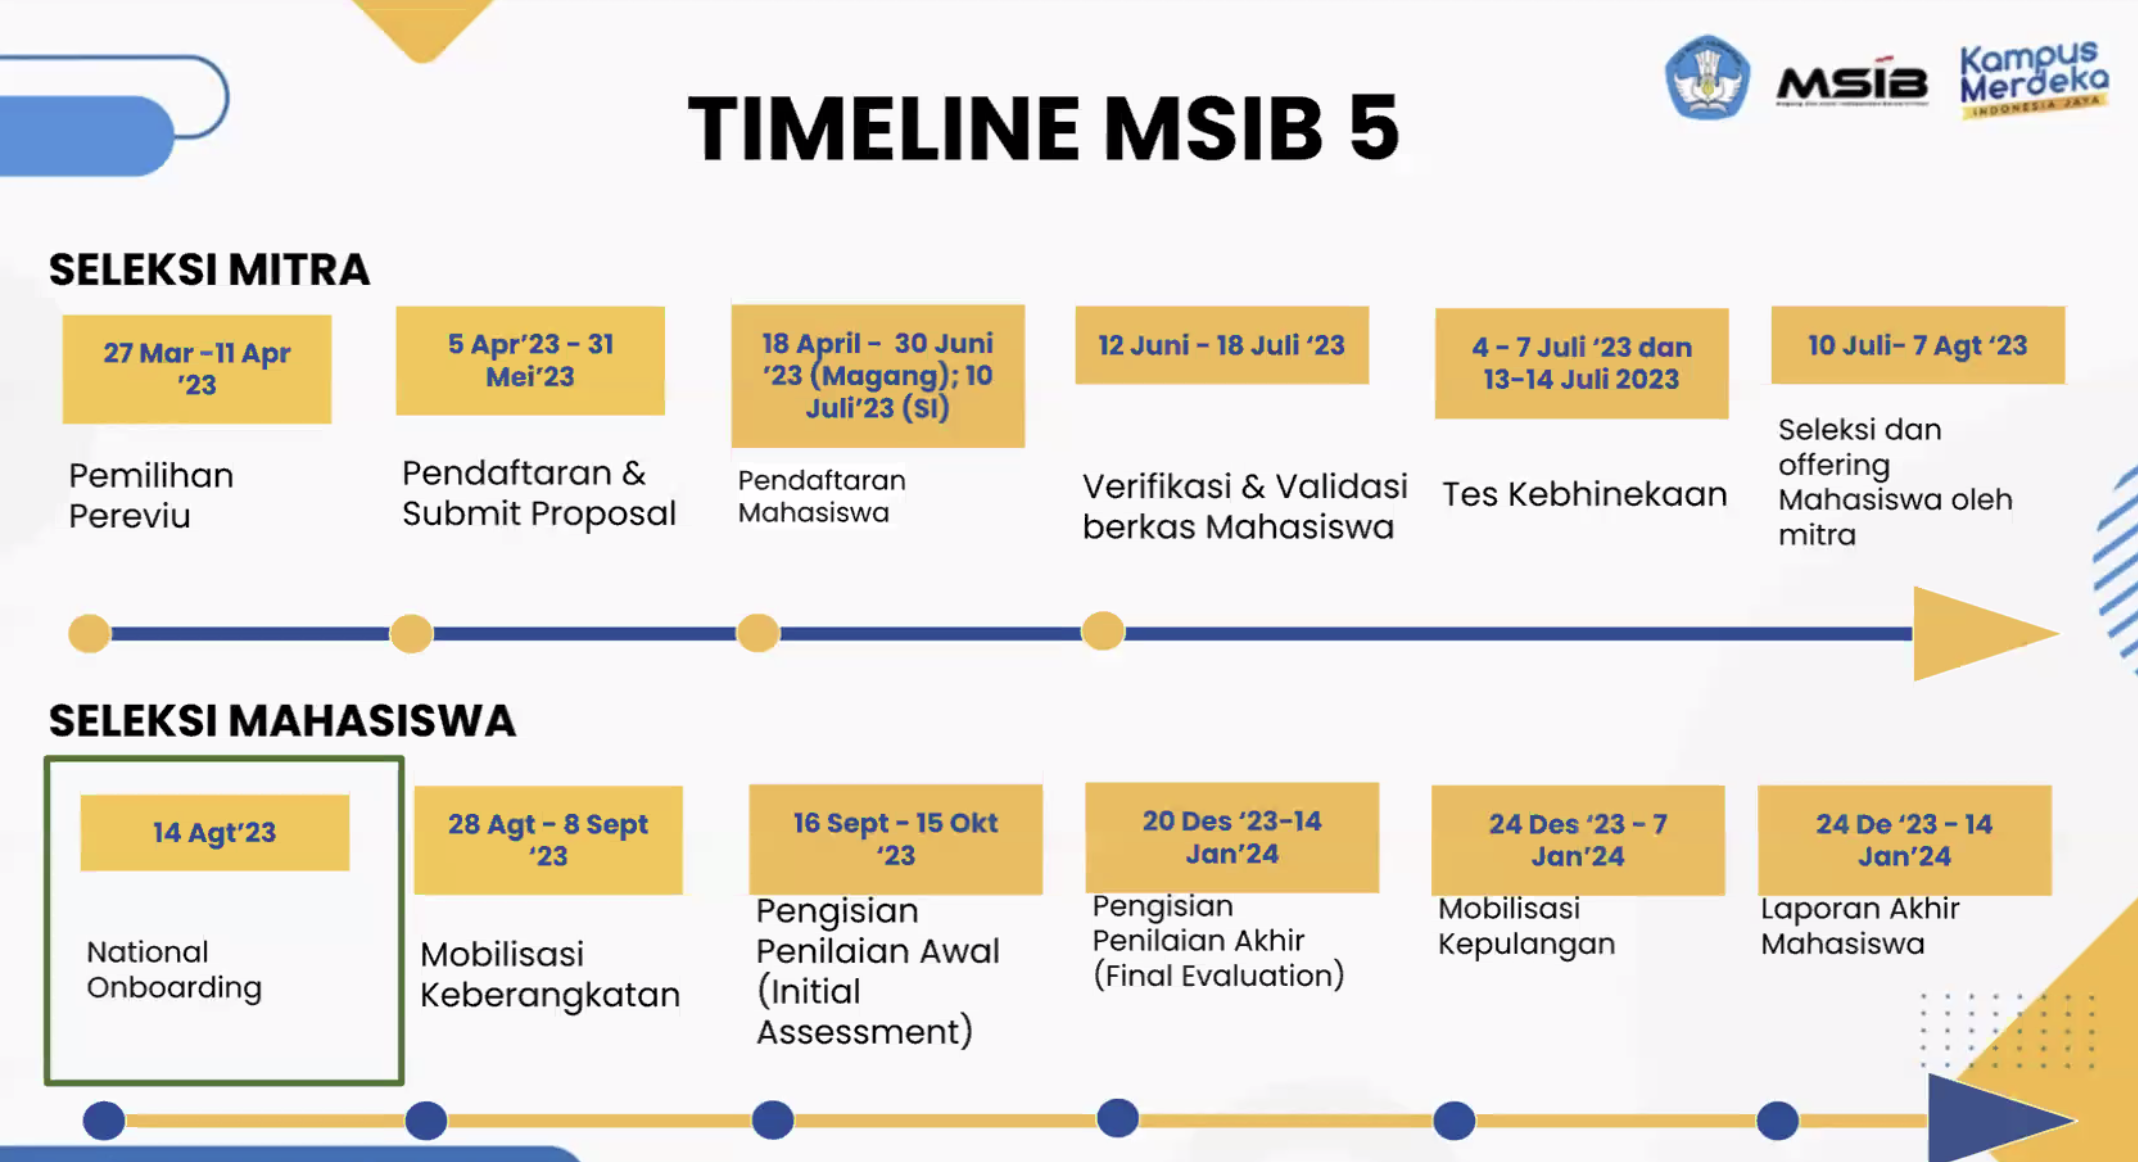 Kampus
Merdeka
INDONESIA JAYA
MSIB
TIMELINE MSIB 5
SELEKSI MITRA
27 Mar -11 Apr
'23
Pemilihan
Pereviu
5 Apr'23 - 31
Mei'23
Pendaftaran &
Submit Proposal
18 April - 30 Juni
'23 (Magang); 10
Juli'23 (SI)
Pendaftaran
Mahasiswa
12 Juni - 18 Juli '23
Verifikasi & Validasi
berkas Mahasiswa
4 - 7 Juli '23 dan
13-14 Juli 2023
Tes Kebhinekaan
10 Juli- 7 Agt '23
Seleksi dan
offering
Mahasiswa oleh
mitra
SELEKSI MAHASISWA
14 Agt'23
National
Onboarding
28 Agt - 8 Sept
'23
Mobilisasi
Keberangkatan
16 Sept - 15 Okt
'23
Pengisian
Penilaian Awal
(Initial
Assessment)
20 Des '23-14
Jan'24
Pengisian
Penilaian Akhir
(Final Evaluation)
24 Des '23 - 7
Jan'24
Mobilisasi
Kepulangan
24 De '23 - 14
Jan'24
Laporan Akhir
Mahasiswa